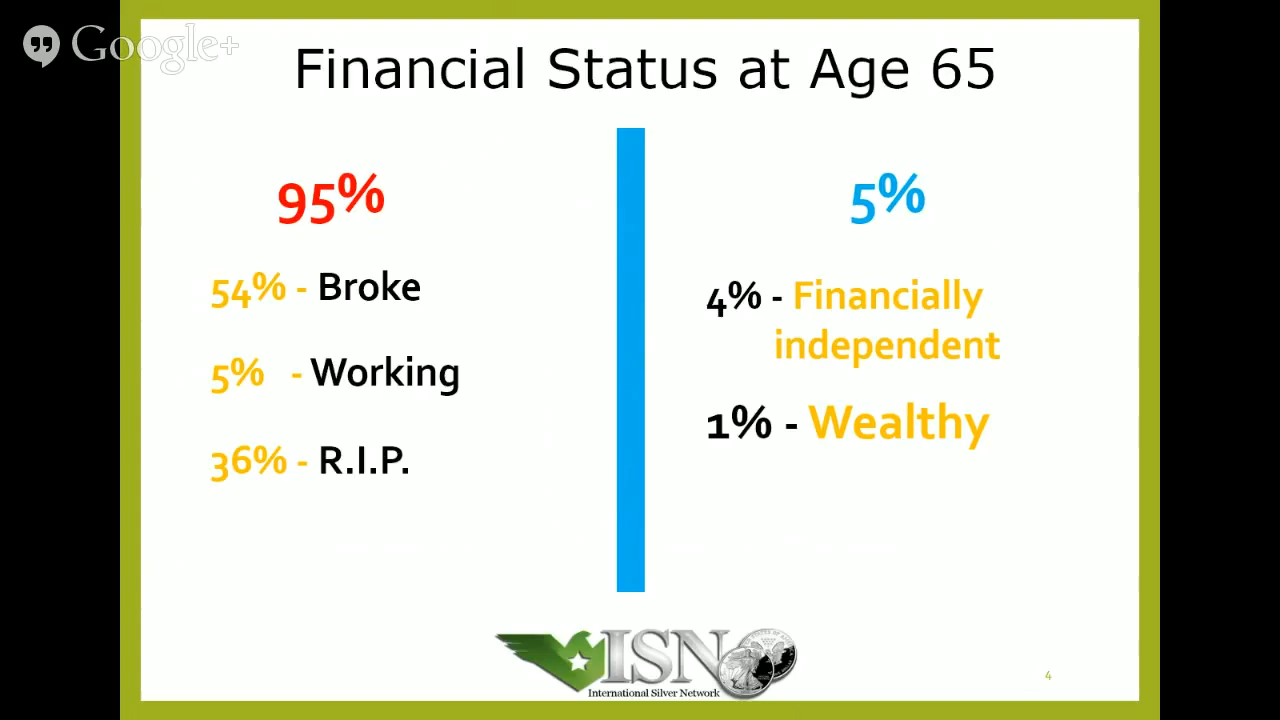 Google+
Financial Status at Age 65
95%
54% - Broke
5% - Working
36% - R.I.P.
5%
4% - Financially
independent
1% - Wealthy
ISN
International Silver Network
4